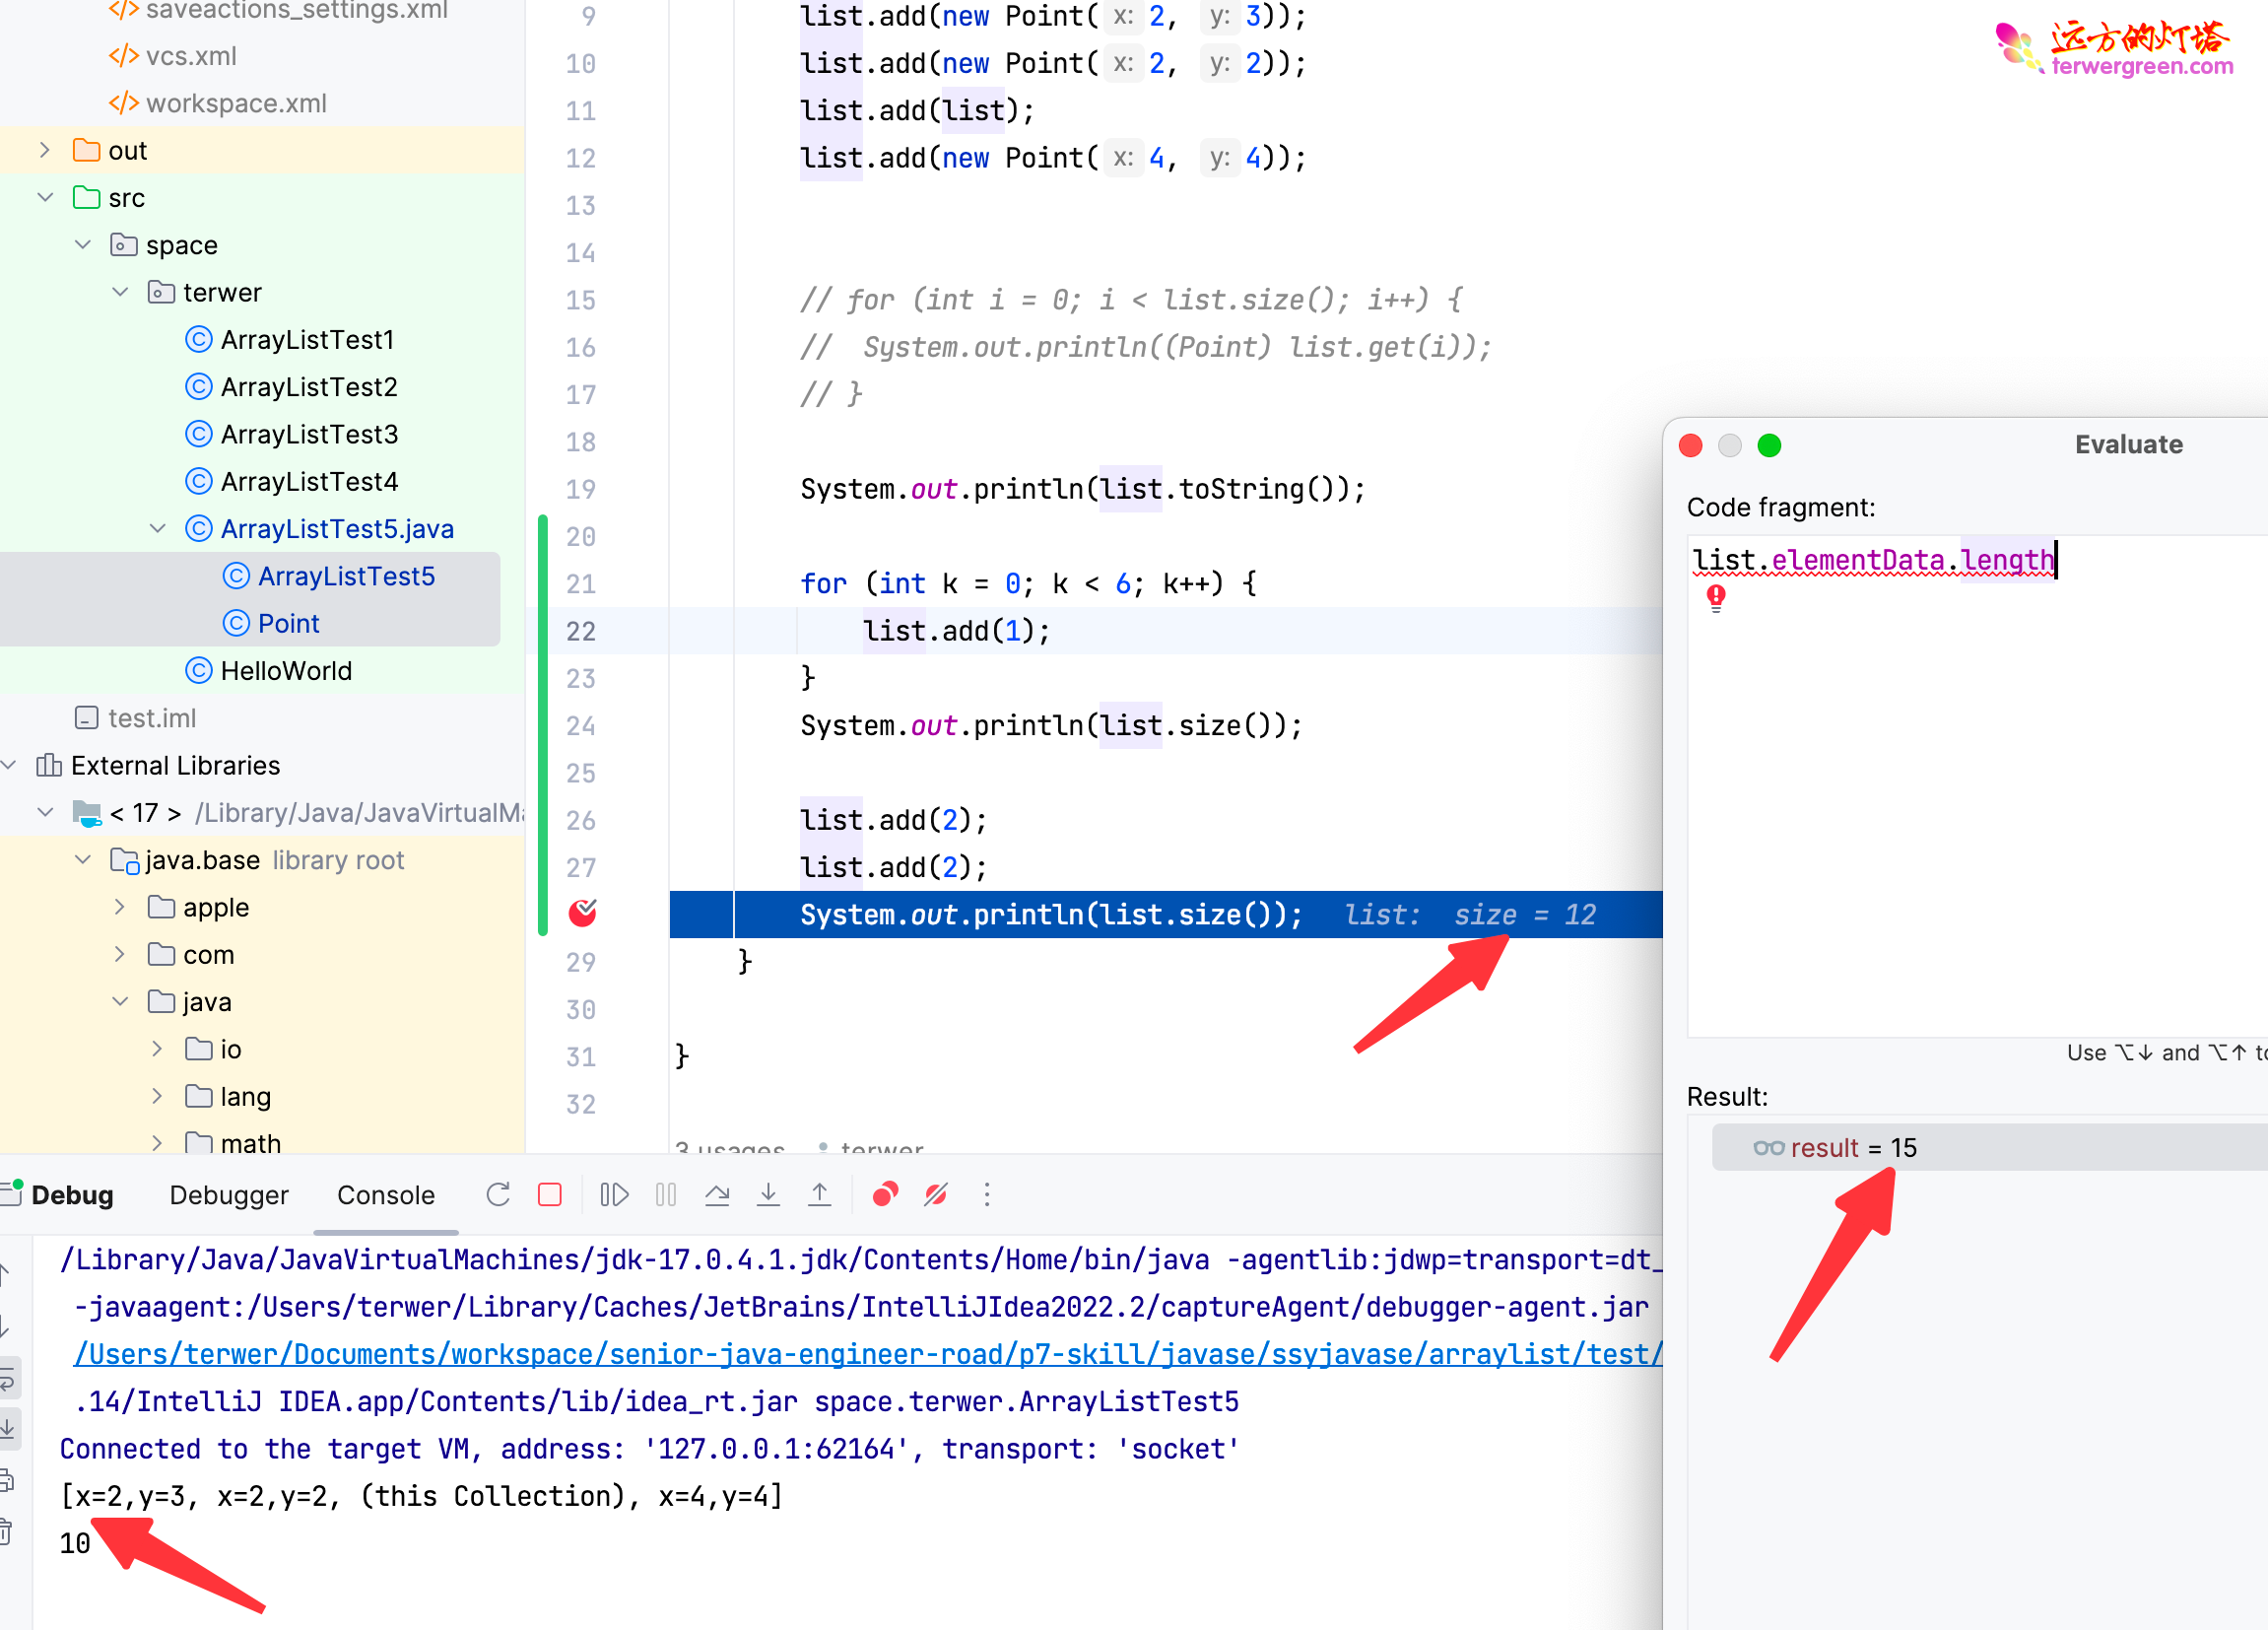 saveactions_settings.xml
vcs.xml
workspace.xml
out
src
space
terwer
ArrayListTest1
ArrayListTest2
ArrayListTest3
ArrayListTest4
ArrayListTest5.java
ArrayListTest5
Point
HelloWorld
test.iml
External Libraries
< 17 > /Library/Java/JavaVirtualMa
java.base library root
apple
com
java
io
lang
math
9 list.add(new Point( x: 2, y: 3));
10 list.add(new Point( x: 2, y: 2));
11 list.add(list);
12 list.add(new Point( x: 4, y: 4));
13
14
15 // for (int i = 0; i < list.size(); i++) {
16 //  System.out.println((Point) list.get(i));
17 // }
18
19 System.out.println(list.toString());
20
21 for (int k = 0; k < 6; k++) {
22 list.add(1);
23 }
24 System.out.println(list.size());
25
26 list.add(2);
27 list.add(2);
System.out.println(list.size()); list: size = 12
29 }
30
31 }
32
3 usages terwer
远方的灯塔
terwergreen.com
Evaluate
Code fragment:
list.elementData.length
Use ⌥↓ and ⌥↑ to
Result:
result = 15
Debug Debugger Console
/Library/Java/JavaVirtualMachines/jdk-17.0.4.1.jdk/Contents/Home/bin/java -agentlib:jdwp=transport=dt_
-javaagent:/Users/terwer/Library/Caches/JetBrains/IntelliJIdea2022.2/captureAgent/debugger-agent.jar
/Users/terwer/Documents/workspace/senior-java-engineer-road/p7-skill/javase/ssyjavase/arraylist/test/
.14/IntelliJ IDEA.app/Contents/lib/idea_rt.jar space.terwer.ArrayListTest5
Connected to the target VM, address: '127.0.0.1:62164', transport: 'socket'
[x=2,y=3, x=2,y=2, (this Collection), x=4,y=4]
10